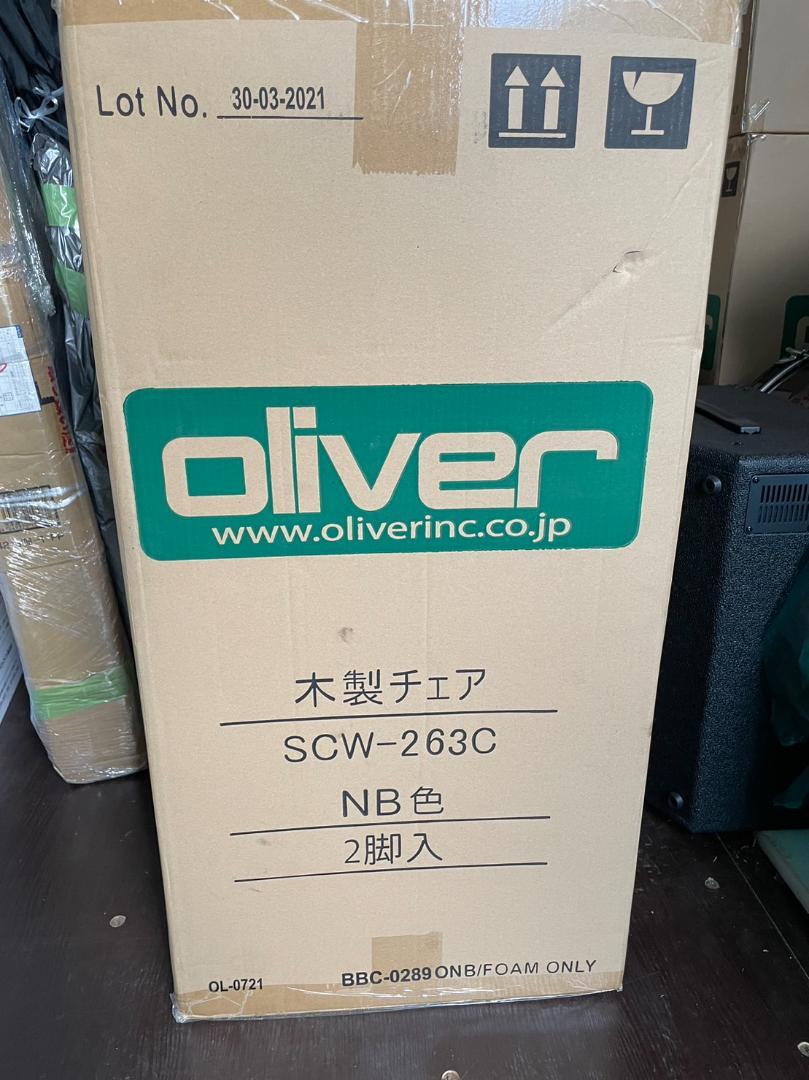 Lot No. 30-03-2021
oliver
www.oliverinc.co.jp
木製チェア
SCW-263C
NB色
2脚入
OL-0721
BBC-0289 ONB/FOAM ONLY